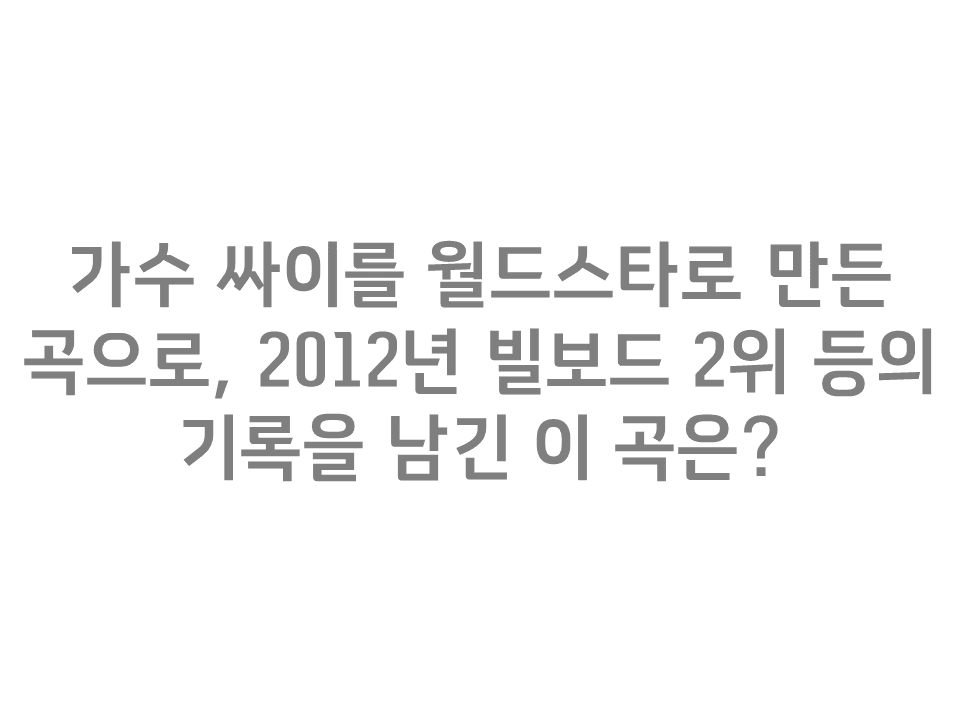 가수 싸이를 월드스타로 만든
곡으로, 2012년 빌보드 2위 등의
기록을 남긴 이 곡은?